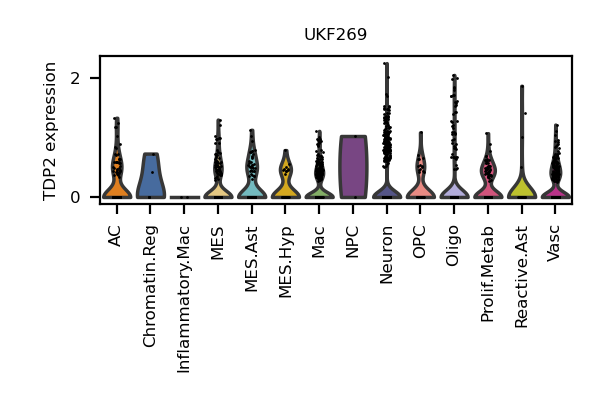 UKF269
TDP2 expression
2
0
AC
Chromatin.Reg
Inflammatory.Mac
MES
MES.Ast
MES.Hyp
Mac
NPC
Neuron
OPC
Oligo
Prolif.Metab
Reactive.Ast
Vasc